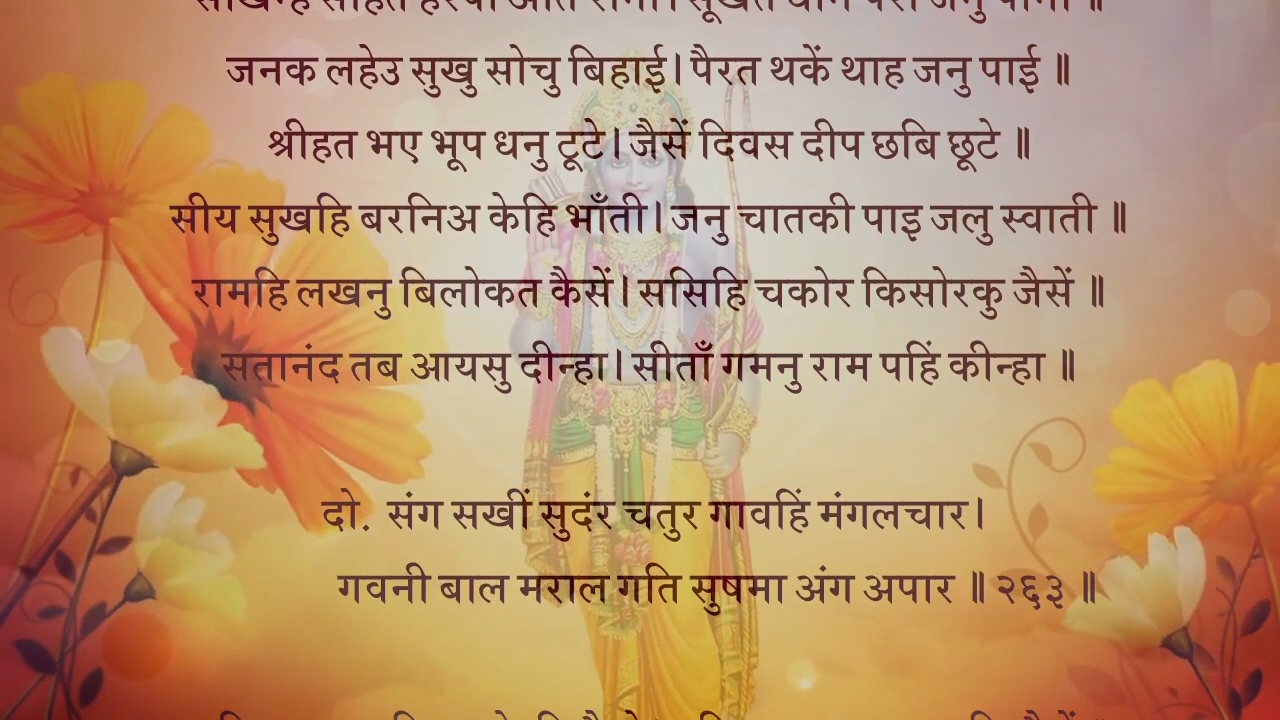 जनक लहेउ सुखु सोचु बिहाई। पैरत थकें थाह जनु पाई ॥
श्रीहत भए भूप धनु टूटे। जैसें दिवस दीप छबि छूटे ॥
सीय सुखहि बरनिअ केहि भाँती। जनु चातकी पाइ जलु स्वाती ॥
रामहि लखनु बिलोकत कैसें। ससिहि चकोर किसोरकु जैसें ॥
सतानंद तब आयसु दीन्हा। सीताँ गमनु राम पहिं कीन्हा ॥
दो. संग सखीं सुदंर चतुर गावहिं मंगलचार।
गवनी बाल मराल गति सुषमा अंग अपार ॥ २६३ ॥